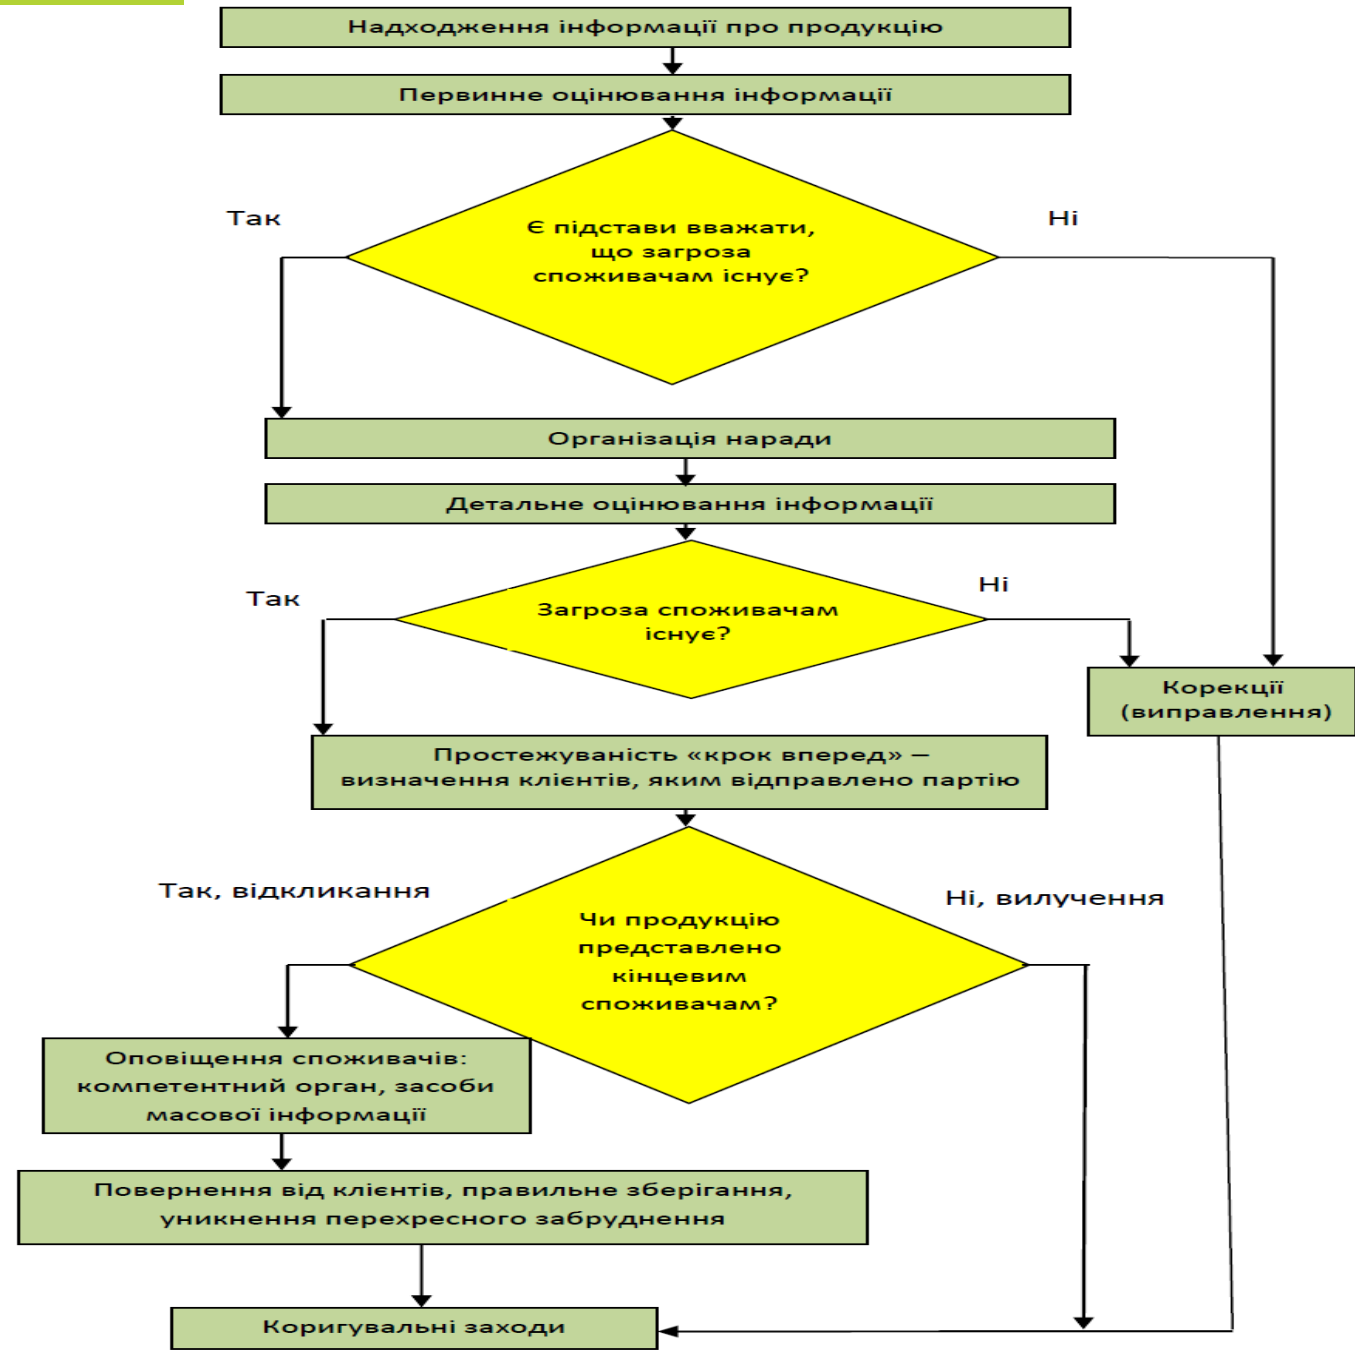 Надходження інформації про продукцію
Первинне оцінювання інформації
Так
Ні
Є підстави вважати,
що загроза
споживачам існує?
Організація наради
Детальне оцінювання інформації
Так
Ні
Загроза споживачам
існує?
Корекції
(виправлення)
Простежуваність «крок вперед» –
визначення клієнтів, яким відправлено партію
Так, відкликання
Ні, вилучення
Чи продукцію
представлено
кінцевим
споживачам?
Оповіщення споживачів:
компетентний орган, засоби
масової інформації
Повернення від клієнтів, правильне зберігання,
уникнення перехресного забруднення
Коригувальні заходи